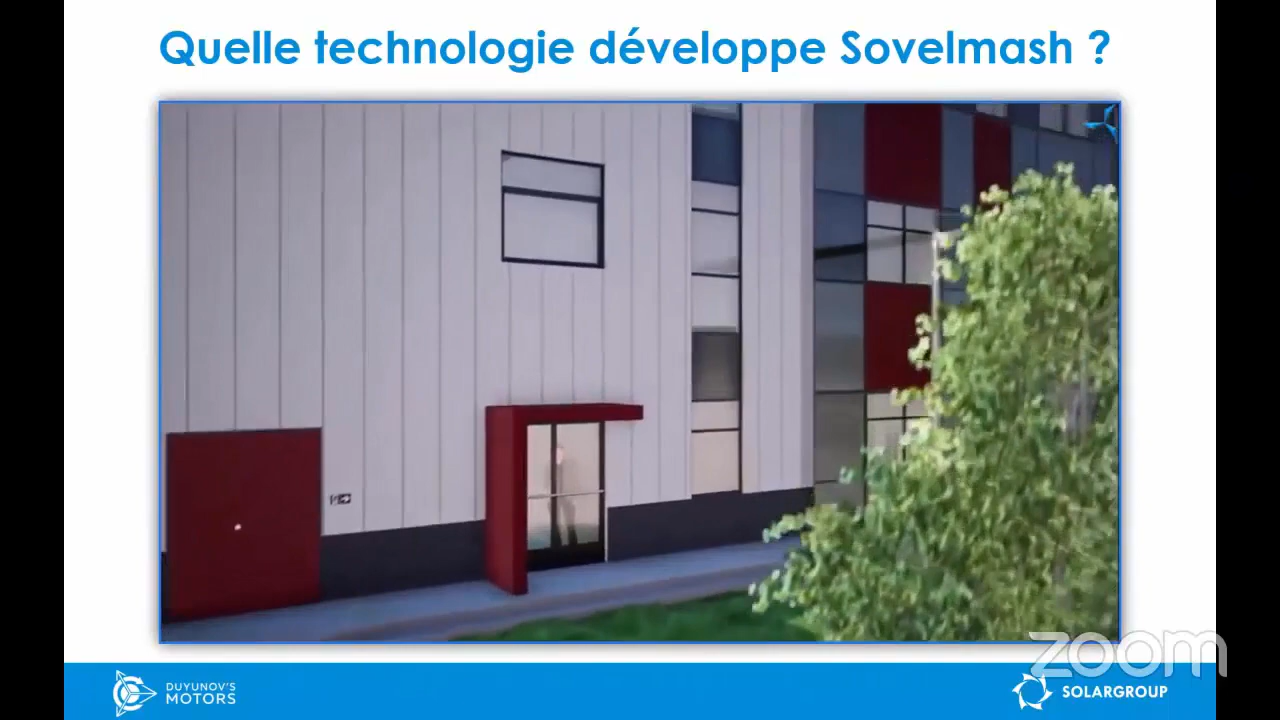 Quelle technologie développe Sovelmash ?
zoom
DUYUNOV'S
MOTORS
SOLARGROUP